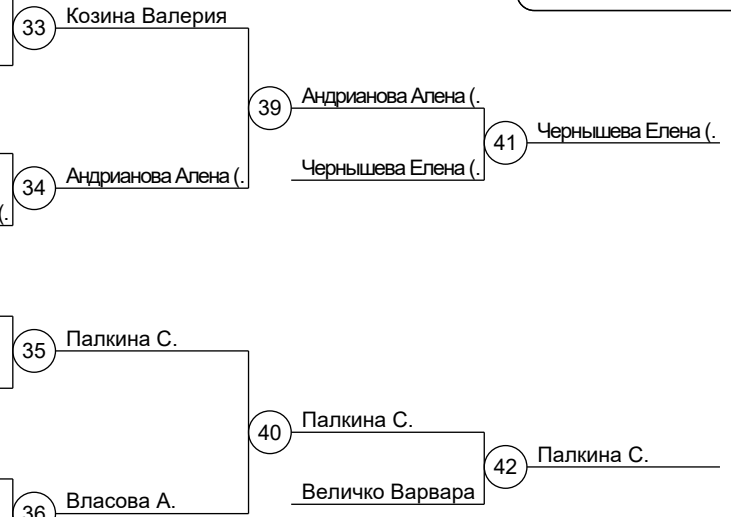 33
Козина Валерия
39
Андрианова Алена (.
41
Чернышева Елена (.
Чернышева Елена (.
34
Андрианова Алена (.
(.
35
Палкина С.
40
Палкина С.
42
Палкина С.
Величко Варвара
36
Власова А.